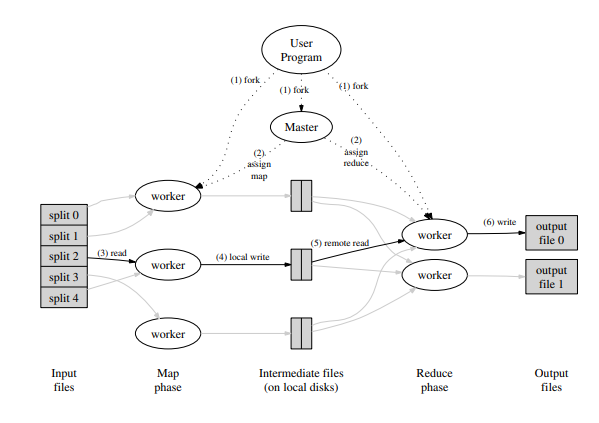 User
Program
(1) fork
(1) fork
(1) fork
Master
(2)
assign
map
(2)
assign
reduce
worker
split 0
split 1
split 2
split 3
split 4
(3) read
worker
(4) local write
(5) remote read
worker
(6) write
output
file 0
worker
output
file 1
worker
Input
files
Map
phase
Intermediate files
(on local disks)
Reduce
phase
Output
files